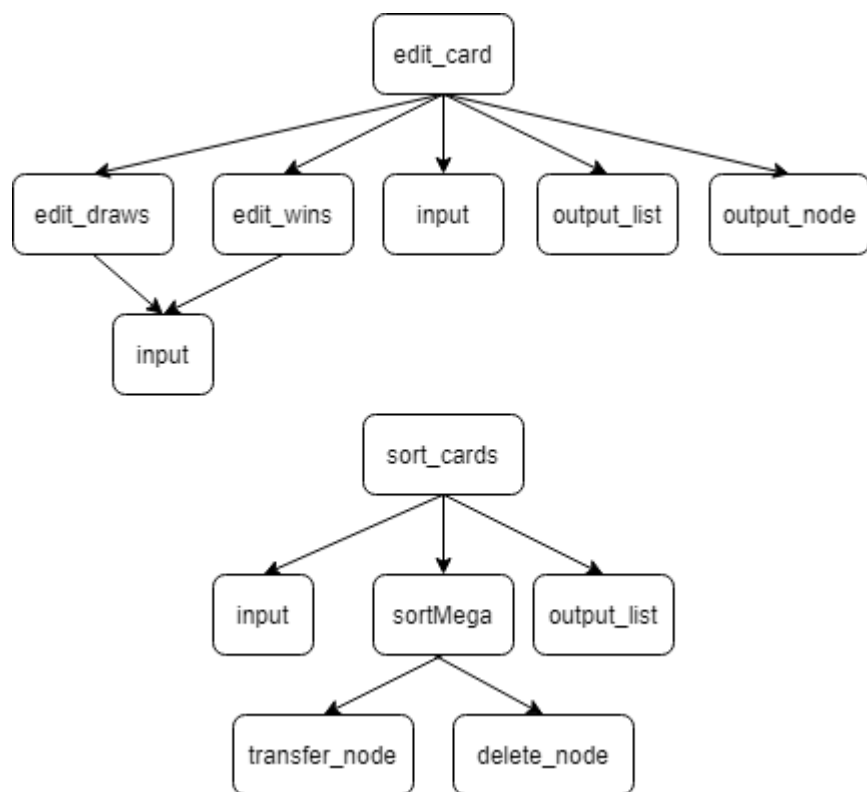 edit_card
edit_draws
edit_wins
input
output_list
output_node
input
sort_cards
input
sortMega
output_list
transfer_node
delete_node